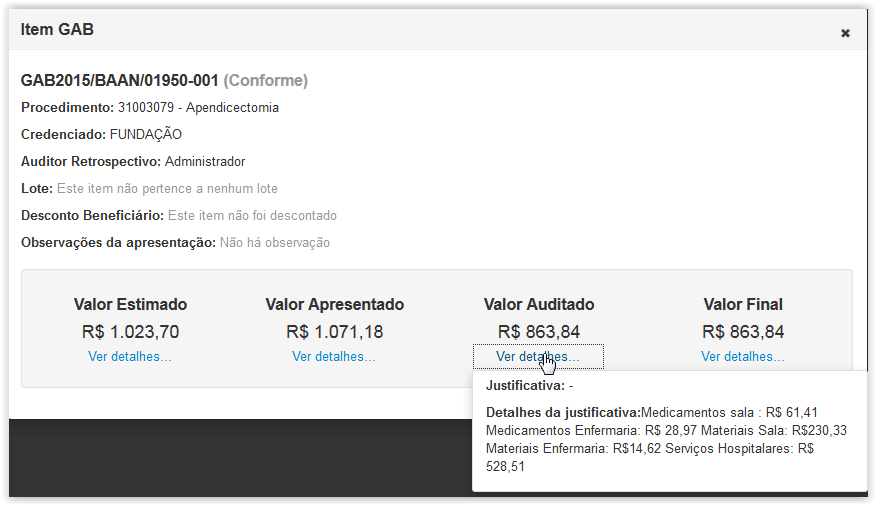 Item GAB
×
GAB2015/BAAN/01950-001 (Conforme)
Procedimento: 31003079 - Apendicectomia
Credenciado: FUNDAÇÃO
Auditor Retrospectivo: Administrador
Lote: Este item não pertence a nenhum lote
Desconto Beneficiário: Este item não foi descontado
Observações da apresentação: Não há observação
Valor Estimado
R$ 1.023,70
Ver detalhes...
Valor Apresentado
R$ 1.071,18
Ver detalhes...
Valor Auditado
R$ 863,84
Ver detalhes...
Valor Final
R$ 863,84
Ver detalhes...
Justificativa: -
Detalhes da justificativa:Medicamentos sala : R$ 61,41
Medicamentos Enfermaria: R$ 28,97 Materiais Sala: R$230,33
Materiais Enfermaria: R$14,62 Serviços Hospitalares: R$
528,51